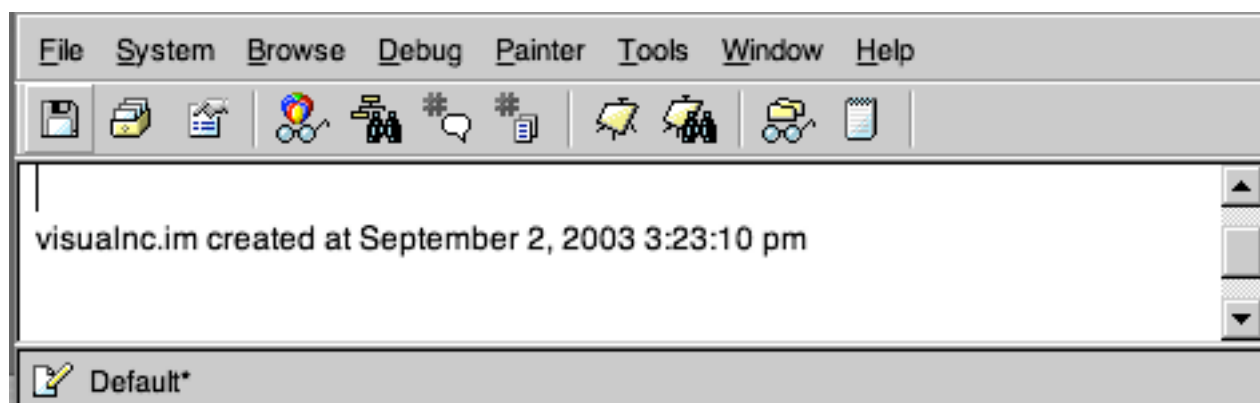 File System Browse Debug Painter Tools Window Help
visualnc.im created at September 2, 2003 3:23:10 pm
Default*